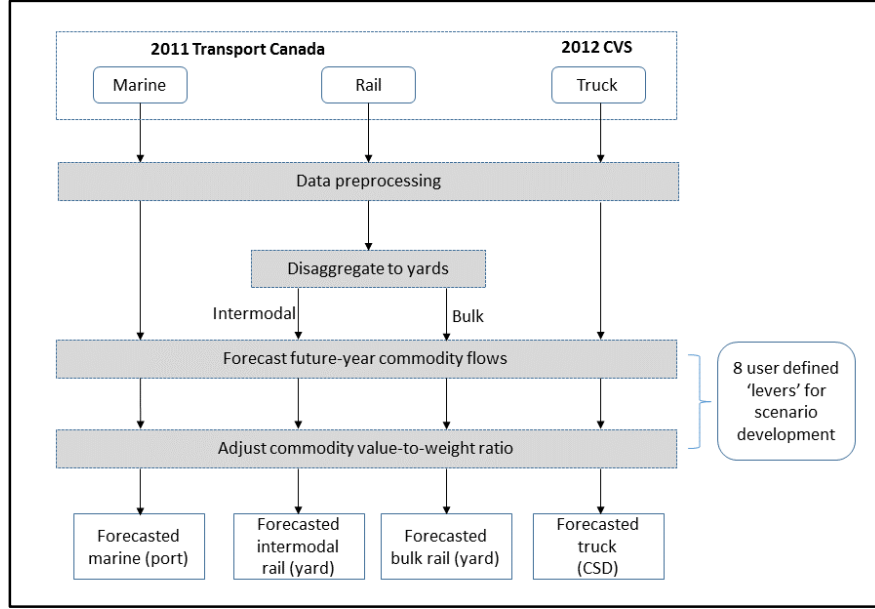 2011 Transport Canada
2012 CVS
Marine
Rail
Truck
Data preprocessing
Disaggregate to yards
Intermodal
Bulk
Forecast future-year commodity flows
8 user defined
‘levers’ for
scenario
development
Adjust commodity value-to-weight ratio
Forecasted
marine (port)
Forecasted
intermodal
rail (yard)
Forecasted
bulk rail (yard)
Forecasted
truck
(CSD)